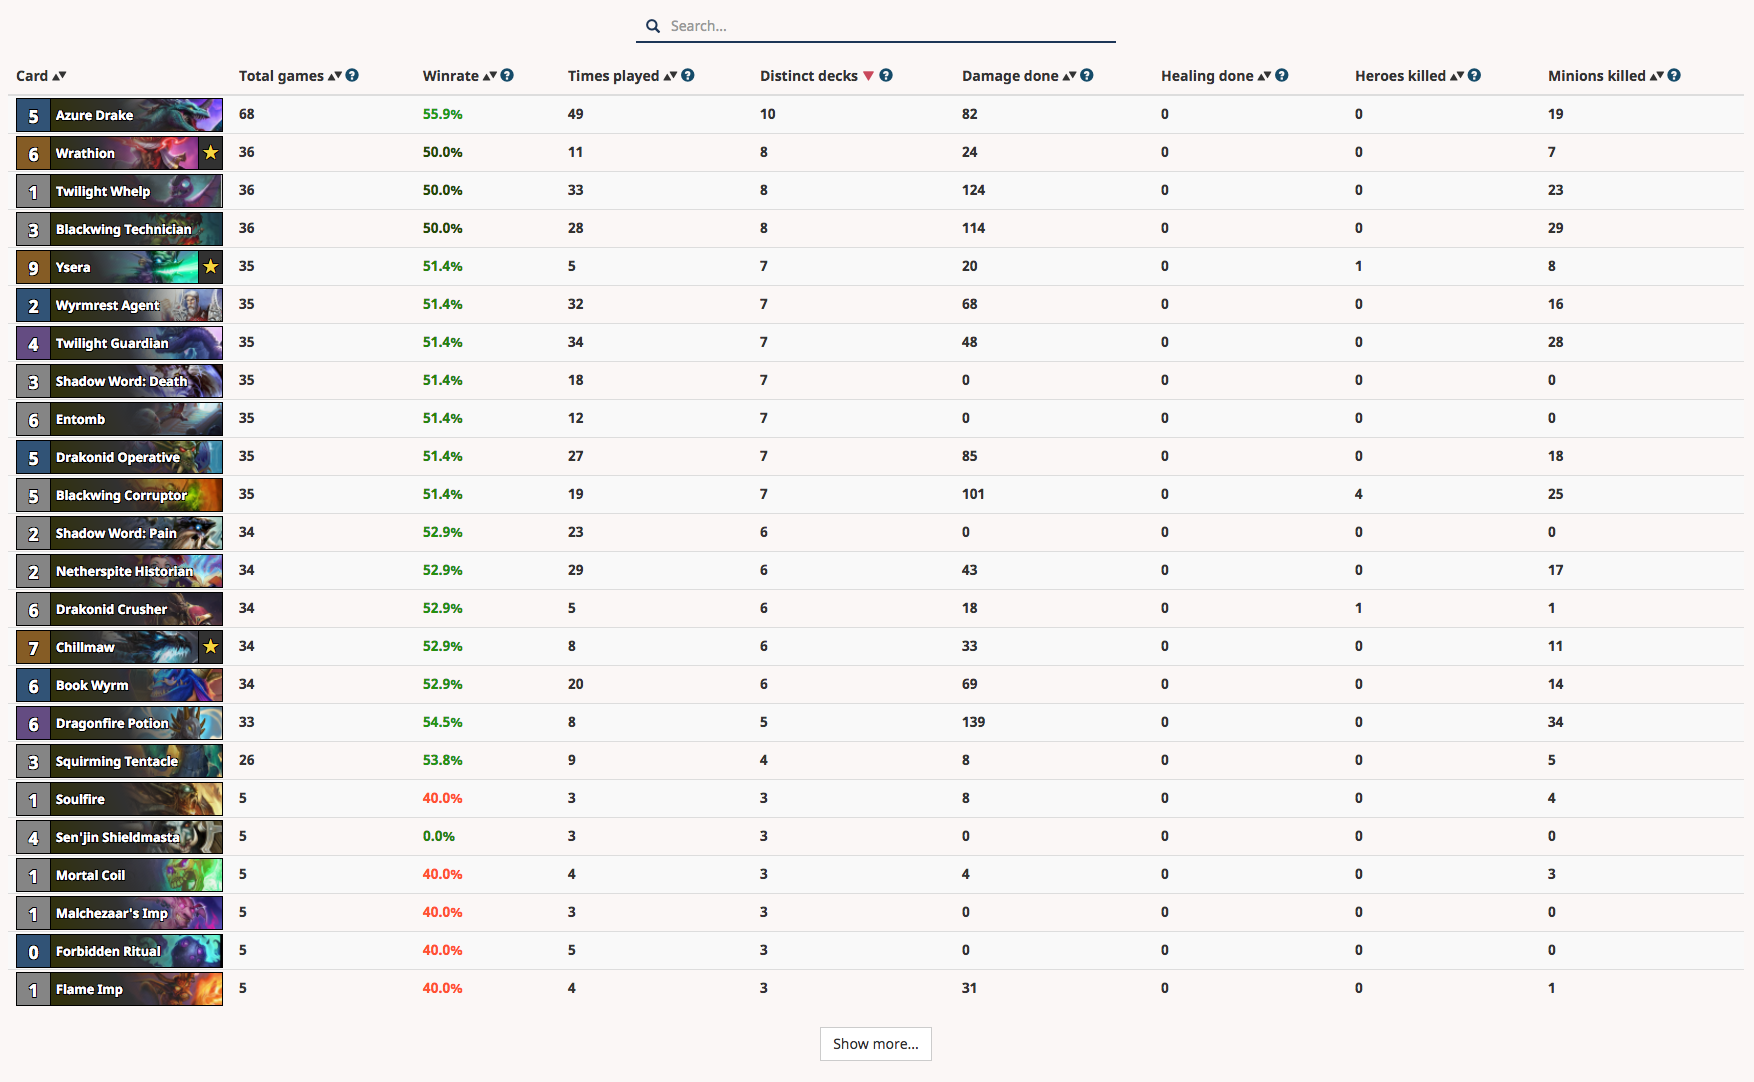 Search...
Card Total games Winrate Times played Distinct decks Damage done Healing done Heroes killed Minions killed
5 Azure Drake 68 55.9% 49 10 82 0 0 19
6 Wrathion 36 50.0% 11 8 24 0 0 7
1 Twilight Whelp 36 50.0% 33 8 124 0 0 23
3 Blackwing Technician 36 50.0% 28 8 114 0 0 29
9 Ysera 35 51.4% 5 7 20 0 1 8
2 Wyrmrest Agent 35 51.4% 32 7 68 0 0 16
4 Twilight Guardian 35 51.4% 34 7 48 0 0 28
3 Shadow Word: Death 35 51.4% 18 7 0 0 0 0
6 Entomb 35 51.4% 12 7 0 0 0 0
5 Drakonid Operative 35 51.4% 27 7 85 0 0 18
5 Blackwing Corruptor 35 51.4% 19 7 101 0 4 25
2 Shadow Word: Pain 34 52.9% 23 6 0 0 0 0
2 Netherspite Historian 34 52.9% 29 6 43 0 0 17
6 Drakonid Crusher 34 52.9% 5 6 18 0 1 1
7 Chillmaw 34 52.9% 8 6 33 0 0 11
6 Book Wyrm 34 52.9% 20 6 69 0 0 14
6 Dragonfire Potion 33 54.5% 8 5 139 0 0 34
3 Squirming Tentacle 26 53.8% 9 4 8 0 0 5
1 Soulfire 5 40.0% 3 3 8 0 0 4
4 Sen'jin Shieldmasta 5 0.0% 3 3 0 0 0 0
1 Mortal Coil 5 40.0% 4 3 4 0 0 3
1 Malchezaar's Imp 5 40.0% 3 3 0 0 0 0
0 Forbidden Ritual 5 40.0% 5 3 0 0 0 0
1 Flame Imp 5 40.0% 4 3 31 0 0 1
Show more...